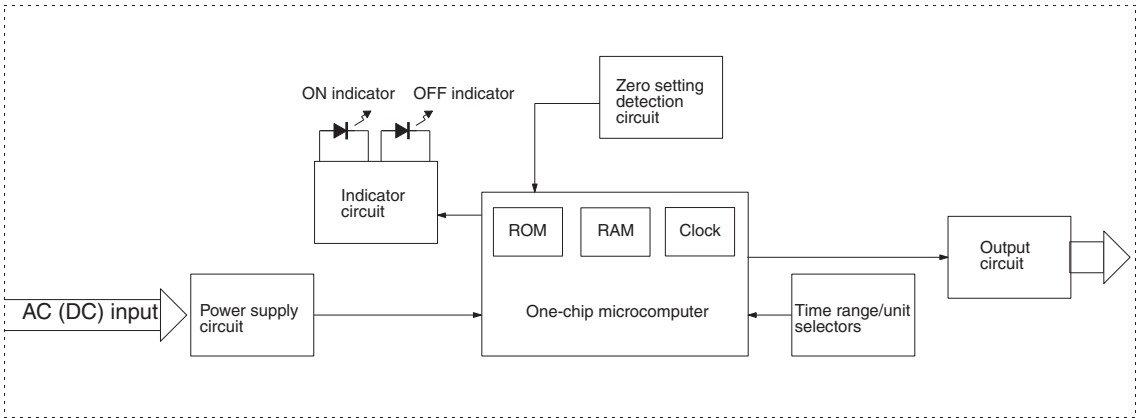 Zero setting
detection
circuit
ON indicator
OFF indicator
Indicator
circuit
ROM
RAM
Clock
Output
circuit
AC (DC) input
Power supply
circuit
One-chip microcomputer
Time range/unit
selectors